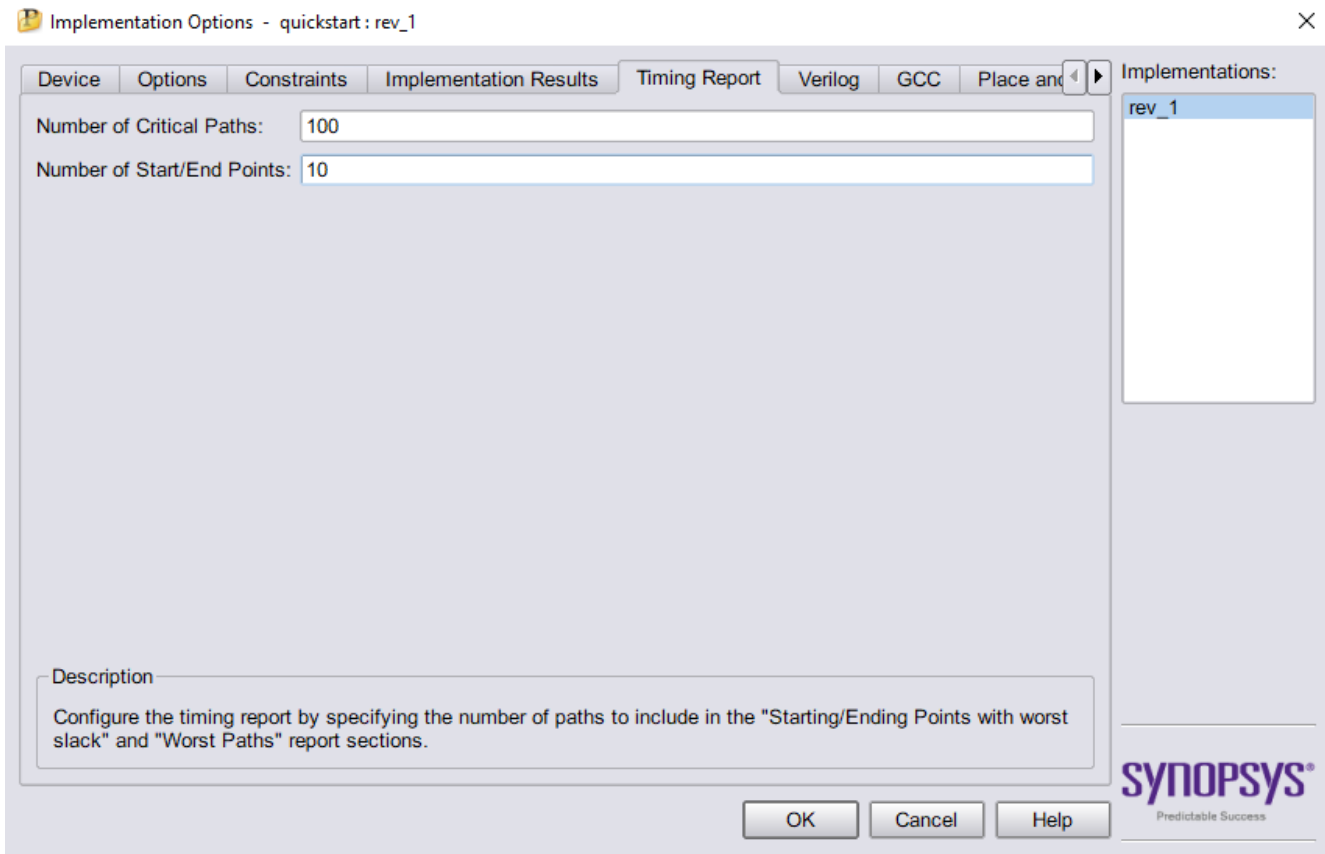 Implementation Options - quickstart : rev_1
Device Options Constraints Implementation Results Timing Report Verilog GCC Place and
Implementations:
rev_1
Number of Critical Paths: 100
Number of Start/End Points: 10
Description
Configure the timing report by specifying the number of paths to include in the "Starting/Ending Points with worst
slack" and "Worst Paths" report sections.
OK Cancel Help
SYNOPSYS®
Predictable Success